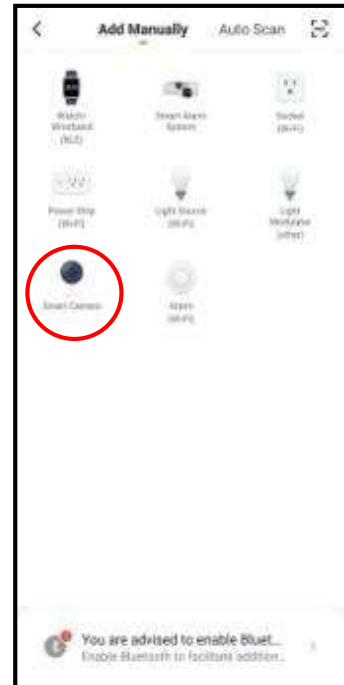 Add Manually Auto Scan
Watch/
Wristband
(BLE)
Smart Alarm
System
Socket
(Wi-Fi)
Power Strip
(Wi-Fi)
Light Source
(Wi-Fi)
Light
(other)
Smart Camera
Alarm
(Wi-Fi)
You are advised to enable Bluet...
Enable Bluetooth to facilitate addition...